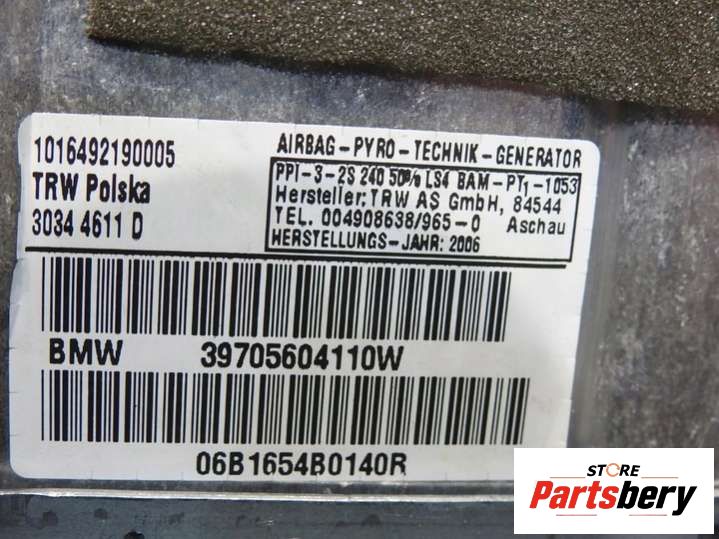 1016492190005
TRW Polska
3034 4611 D
AIRBAG-PYRO-TECHNIK-GENERATOR
PPT-3-2S 240 50% LS4 BAM-PT1-1053
Hersteller: TRW AS GmbH, 84544
TEL. 004908638/965-0 Aschau
HERSTELLUNGS-JAHR: 2006
BMW 39705604110W
06B1654B0140R
STORE
Partsbery